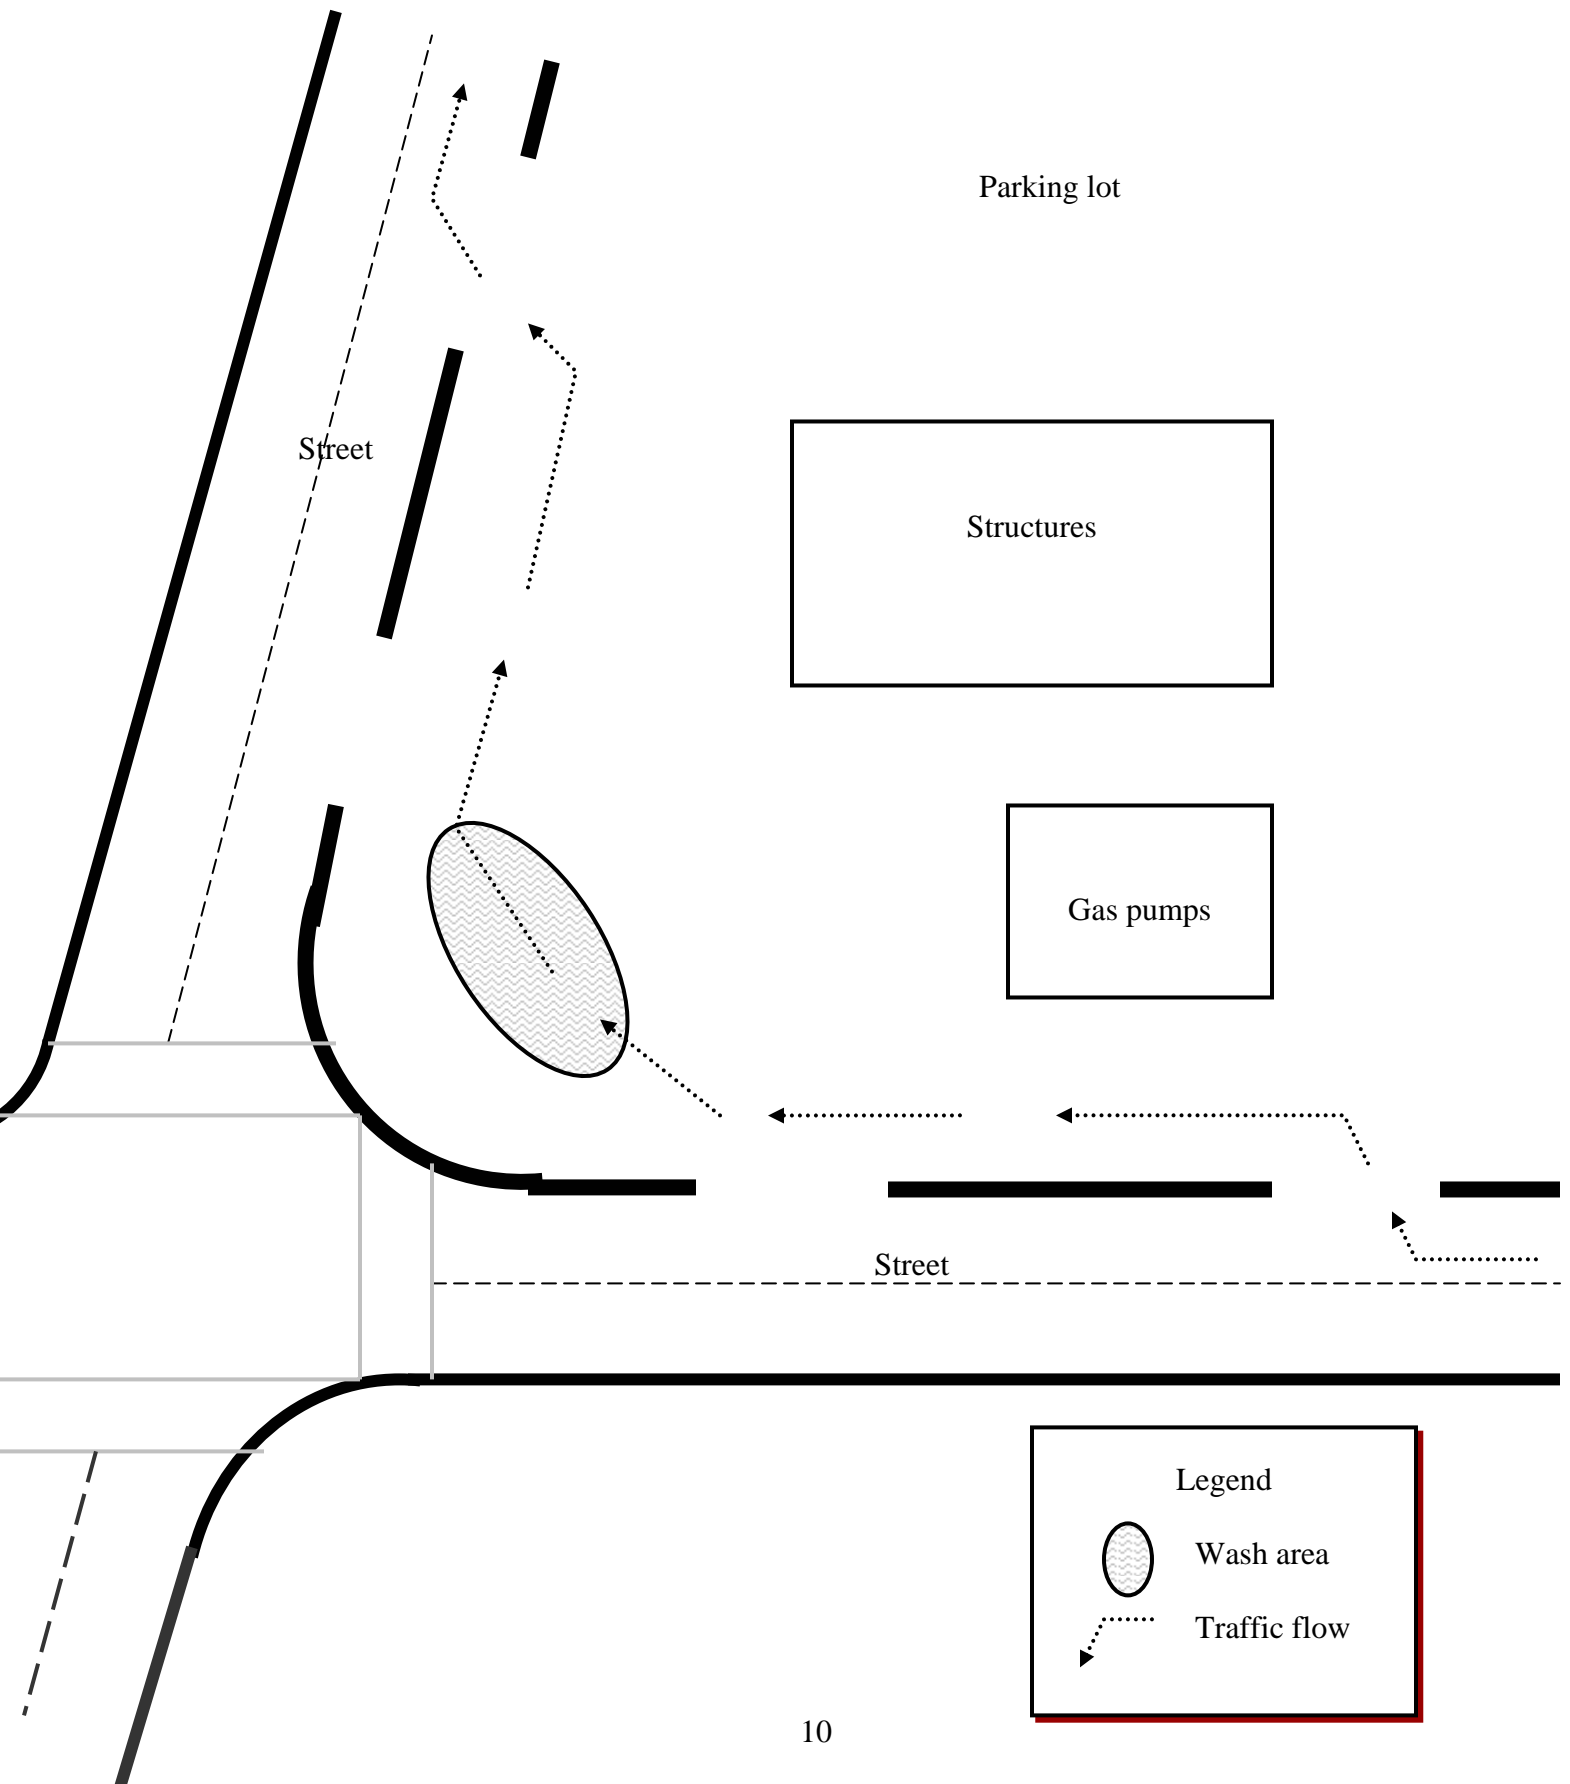 Parking lot
Street
Structures
Gas pumps
Street
Legend
Wash area
Traffic flow
10